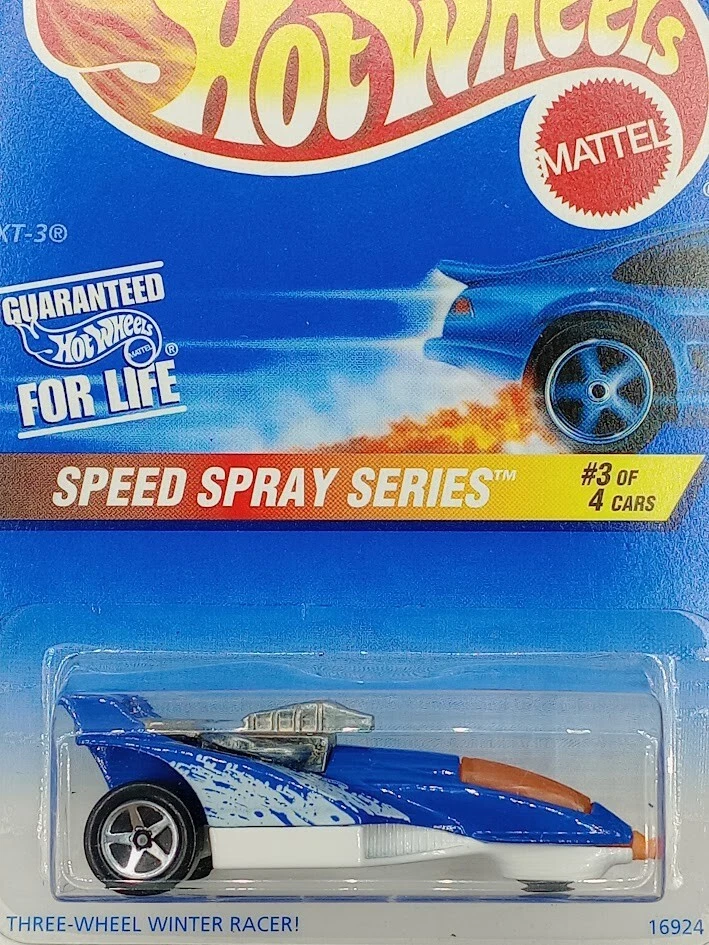 Hot Wheels
MATTEL
XT-3®
GUARANTEED
Hot Wheels
MATTEL
®
FOR LIFE
SPEED SPRAY SERIES™
#3 OF
4 CARS
THREE-WHEEL WINTER RACER!
16924